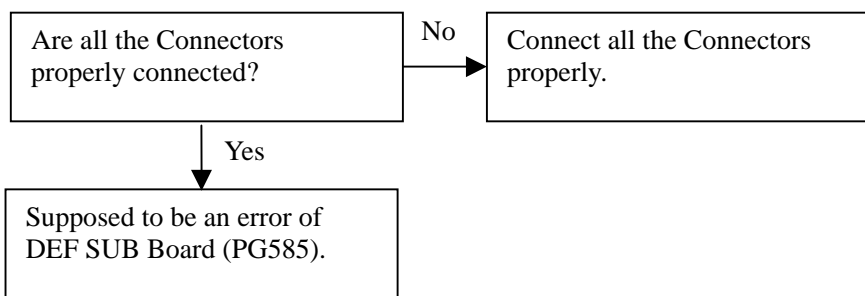 Are all the Connectors
properly connected?
No
Connect all the Connectors
properly.
Yes
Supposed to be an error of
DEF SUB Board (PG585).